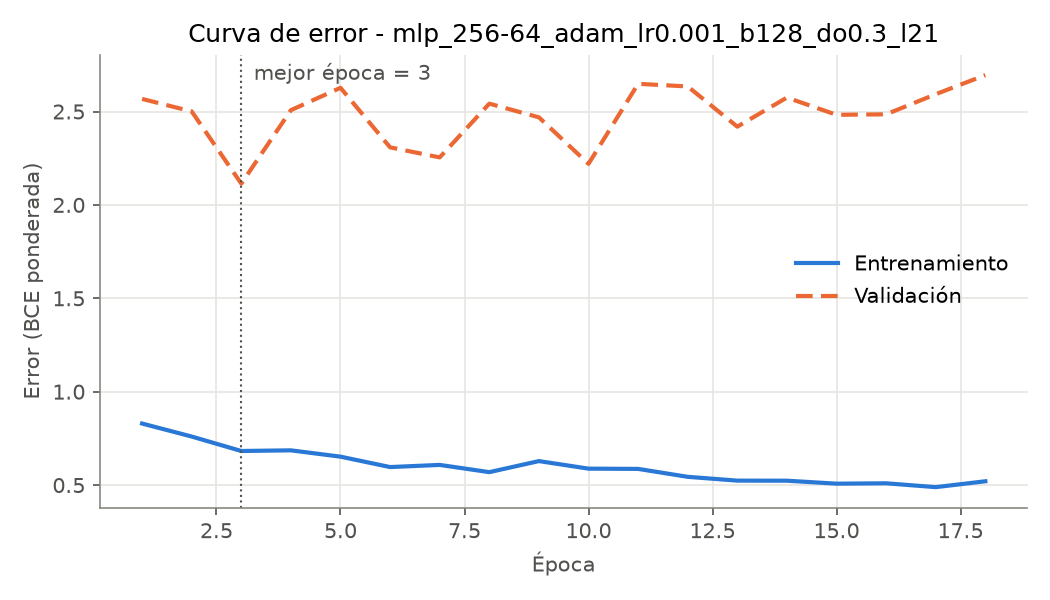 Curva de error - mlp_256-64_adam_lr0.001_b128_do0.3_l21
mejor época = 3
Error (BCE ponderada)
2.5
2.0
1.5
1.0
0.5
Entrenamiento
Validación
2.5 5.0 7.5 10.0 12.5 15.0 17.5
Época